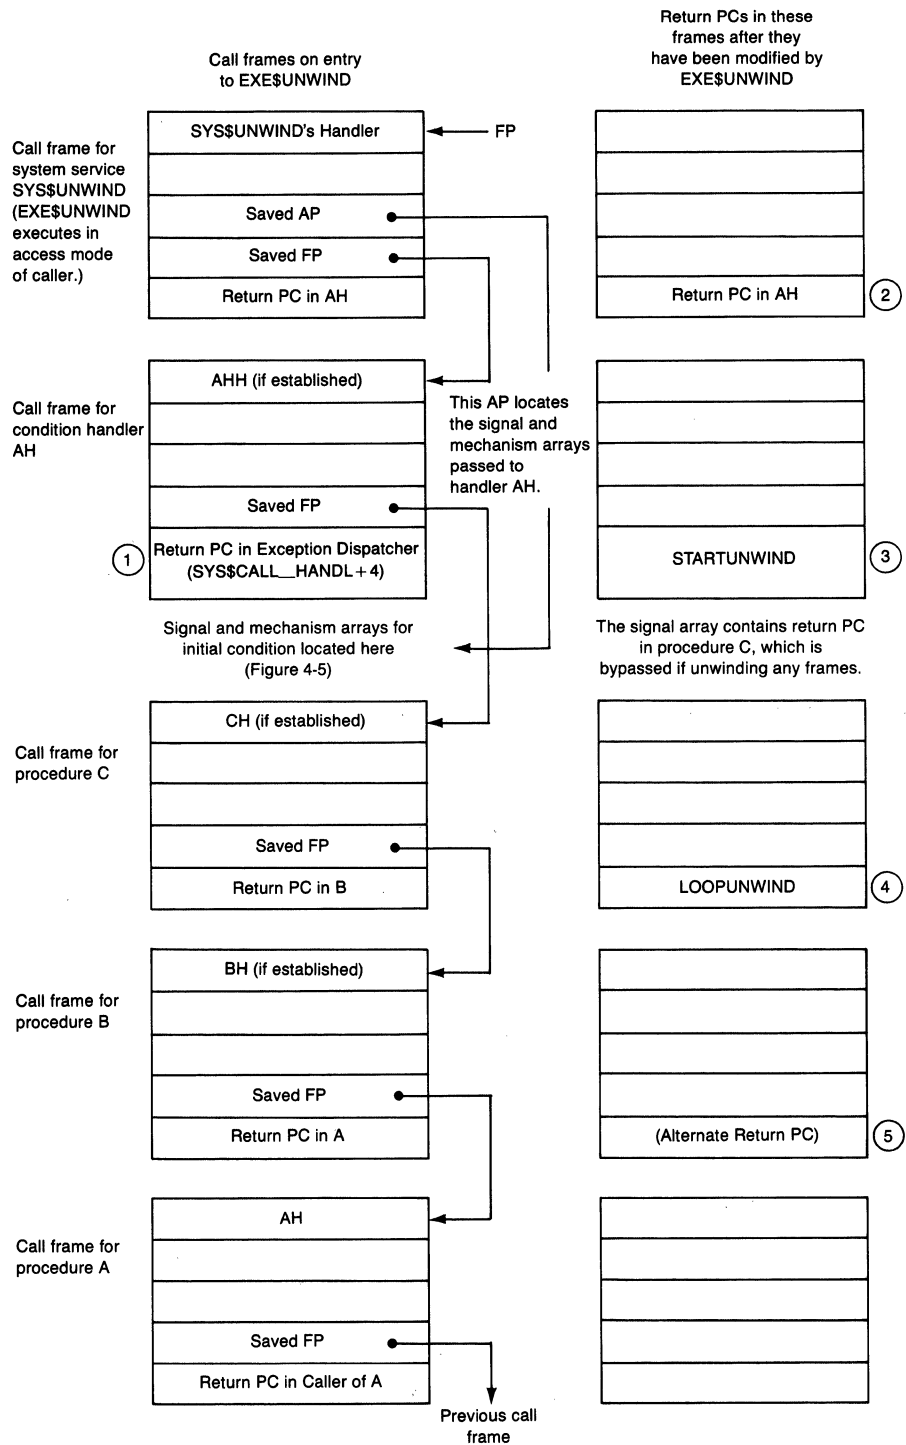 Call frames on entry
to EXE$UNWIND
Return PCs in these
frames after they
have been modified by
EXE$UNWIND
Call frame for
system service
SYS$UNWIND
(EXE$UNWIND
executes in
access mode
of caller.)
SYS$UNWIND's Handler
FP
Saved AP
Saved FP
Return PC in AH
Return PC in AH
2
Call frame for
condition handler
AH
AHH (if established)
Saved FP
1
Return PC in Exception Dispatcher
(SYS$CALL__HANDL+4)
This AP locates
the signal and
mechanism arrays
passed to
handler AH.
STARTUNWIND
3
Signal and mechanism arrays for
initial condition located here
(Figure 4-5)
The signal array contains return PC
in procedure C, which is
bypassed if unwinding any frames.
Call frame for
procedure C
CH (if established)
Saved FP
Return PC in B
LOOPUNWIND
4
Call frame for
procedure B
BH (if established)
Saved FP
Return PC in A
(Alternate Return PC)
5
Call frame for
procedure A
AH
Saved FP
Return PC in Caller of A
Previous call
frame